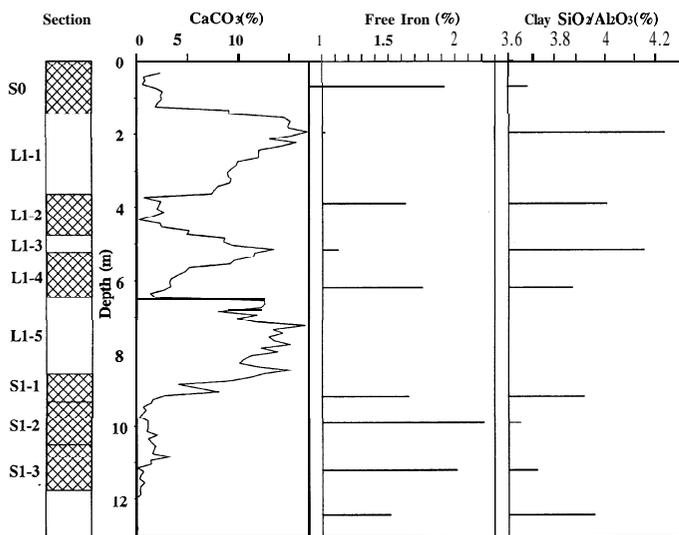 Section CaCO3(%) Free Iron (%) Clay SiO2/Al2O3(%)
0 5 10 1 1.5 2 3.6 3.8 4 4.2
0
S0
2
L1-1
4
L1-2
L1-3
Depth (m)
L1-4
6
L1-5
8
S1-1
S1-2
10
S1-3
12